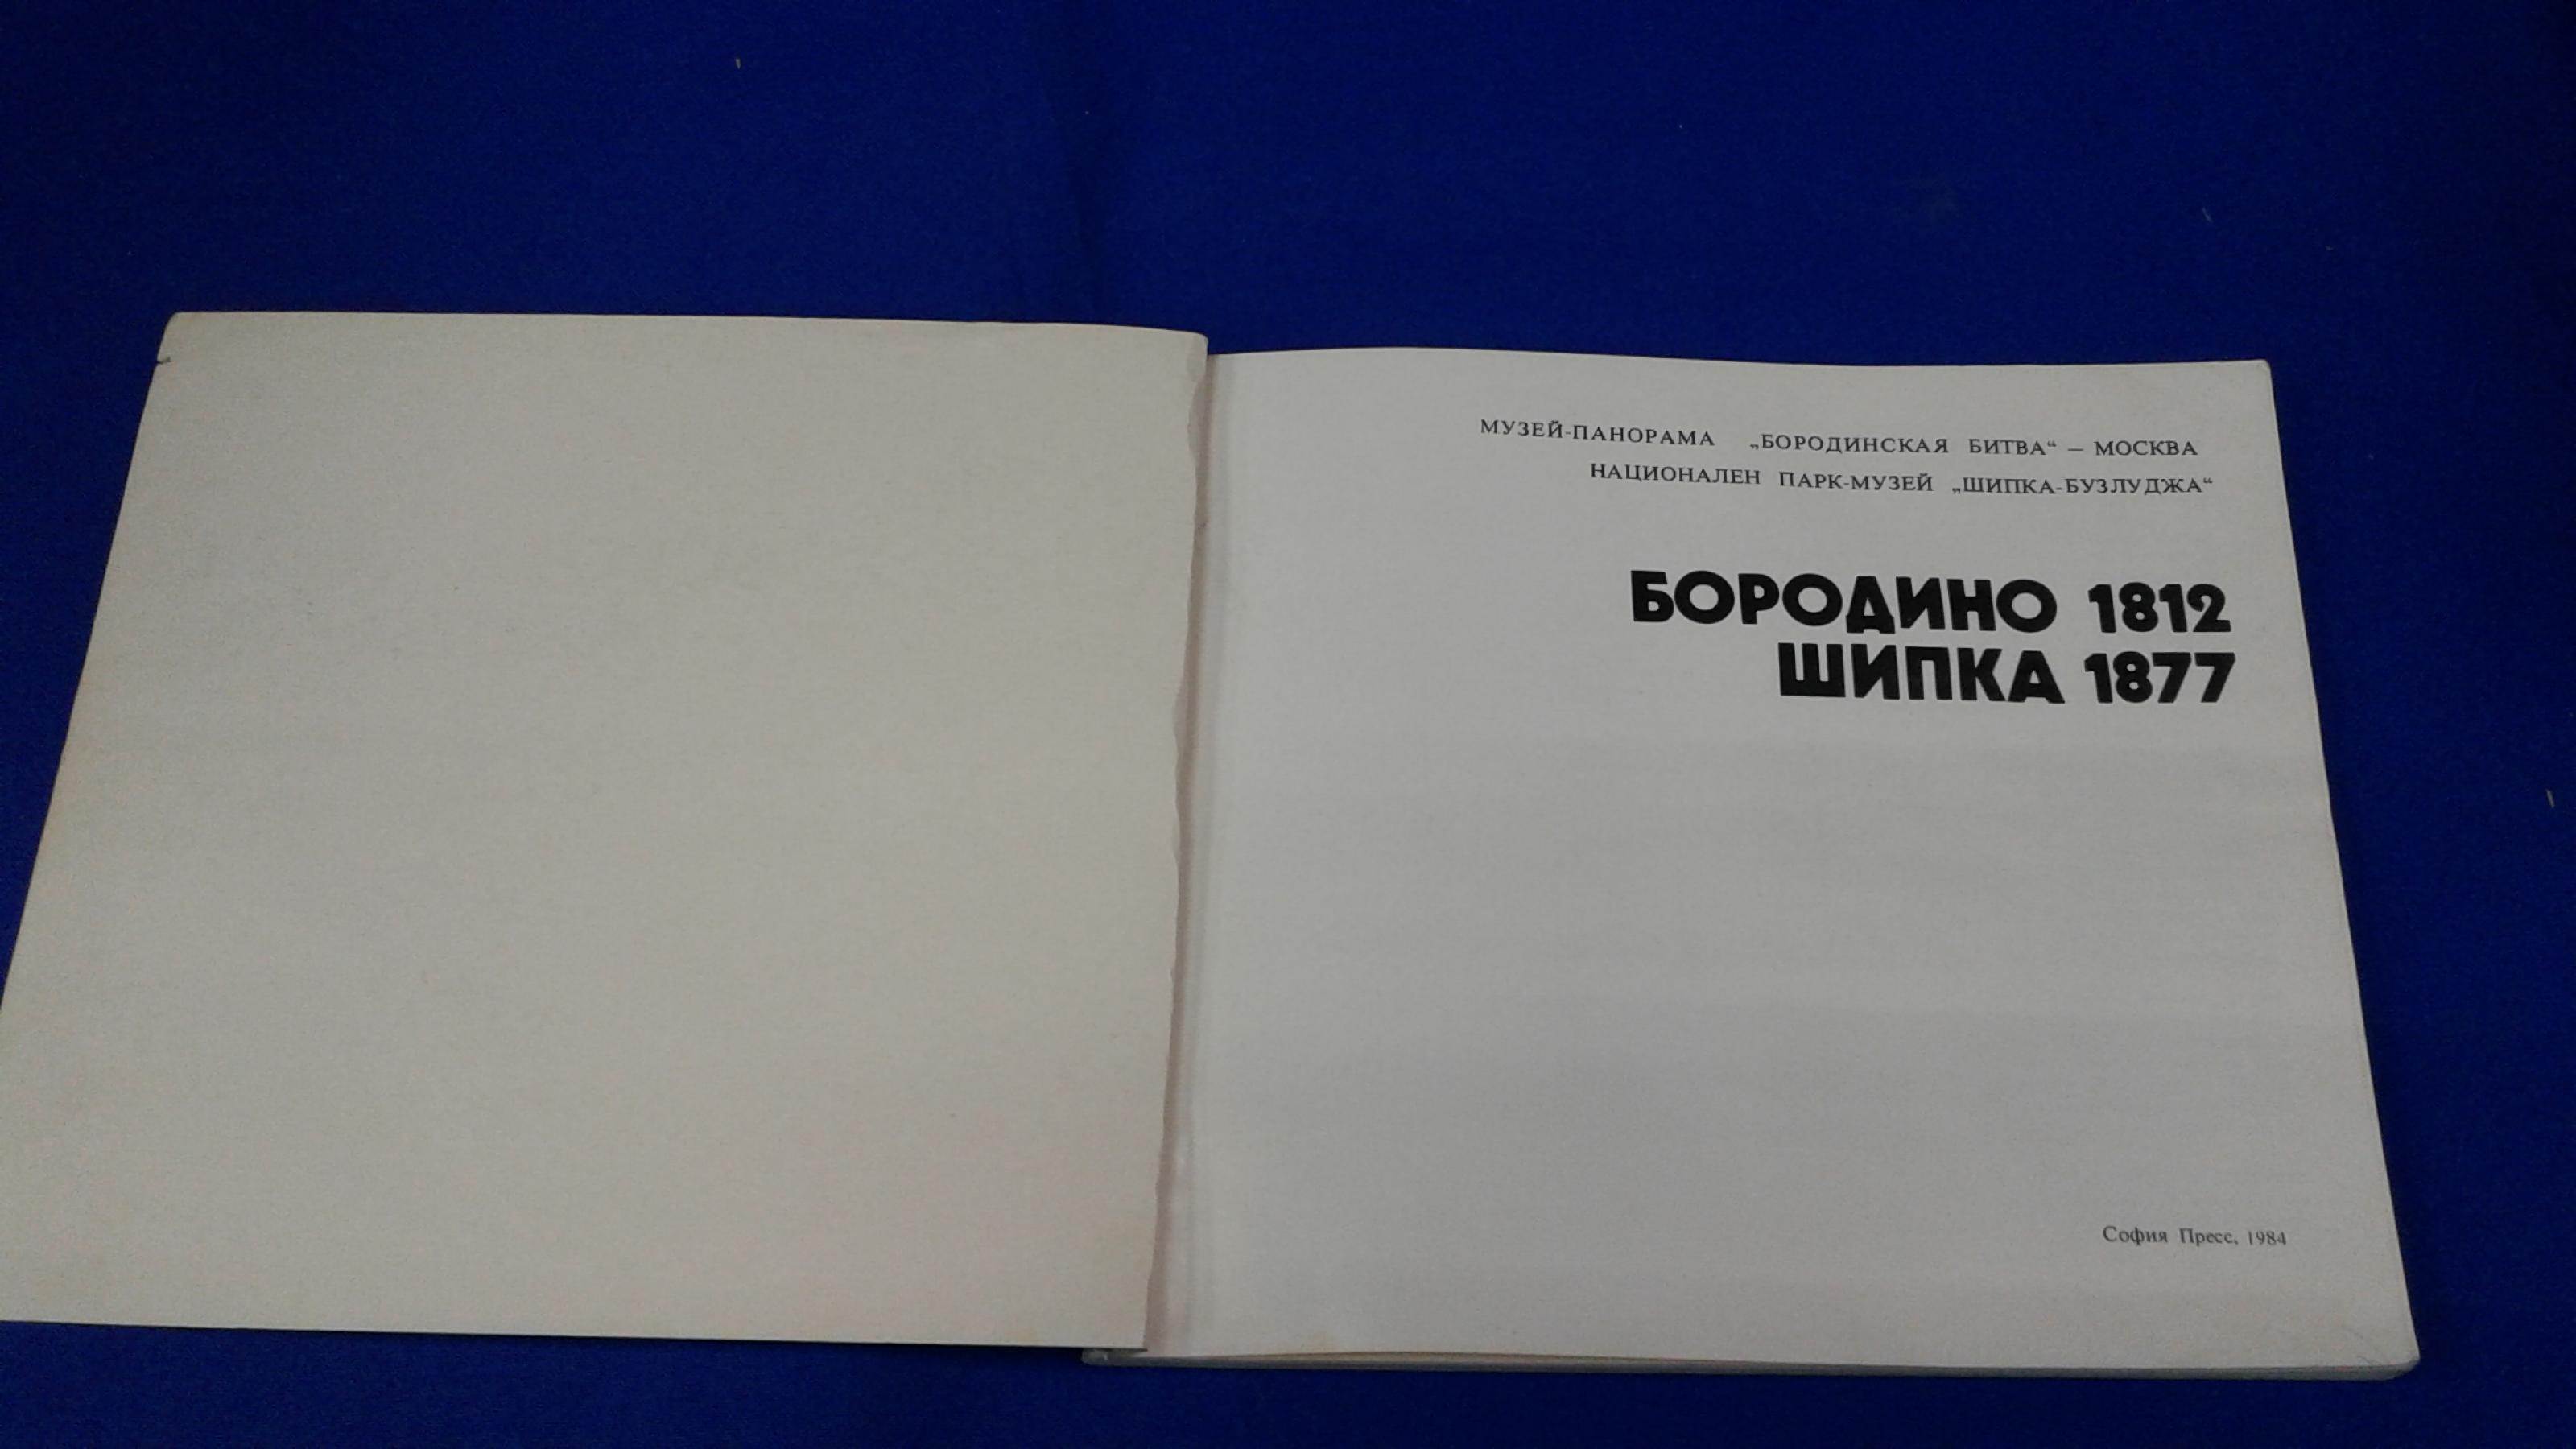 МУЗЕЙ-ПАНОРАМА „БОРОДИНСКАЯ БИТВА“ – МОСКВА
НАЦИОНАЛЕН ПАРК-МУЗЕЙ „ШИПКА-БУЗЛУДЖА“
БОРОДИНО 1812
ШИПКА 1877
София Пресс, 1984